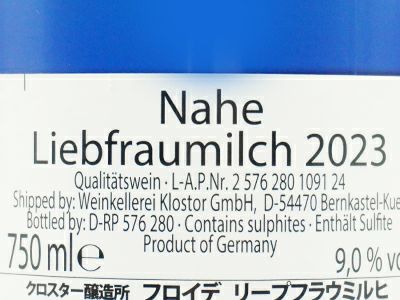 Nahe
Liebfraumilch 2023
Qualitätswein · L-A.P.Nr. 2 576 280 1091 24
Shipped by: Weinkellerei Klostor GmbH, D-54470 Bernkastel-Kue
Bottled by: D-RP 576 280 · Contains sulphites · Enthält Sulfite
750 ml ℮ Product of Germany 9,0 % vo
クロスター醸造所 フロイデ リープフラウミルヒ